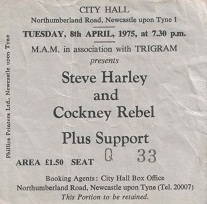 CITY HALL
Northumberland Road, Newcastle upon Tyne 1
TUESDAY, 8th APRIL, 1975, at 7.30 p.m.
M.A.M. in association with TRIGRAM
presents
Steve Harley
and
Cockney Rebel
Plus Support
AREA £1.50 SEAT Q 33
Booking Agents: City Hall Box Office
Northumberland Road, Newcastle upon Tyne (Tel. 20007)
This Portion to be retained.
Phillips Printers Ltd., Newcastle upon Tyne